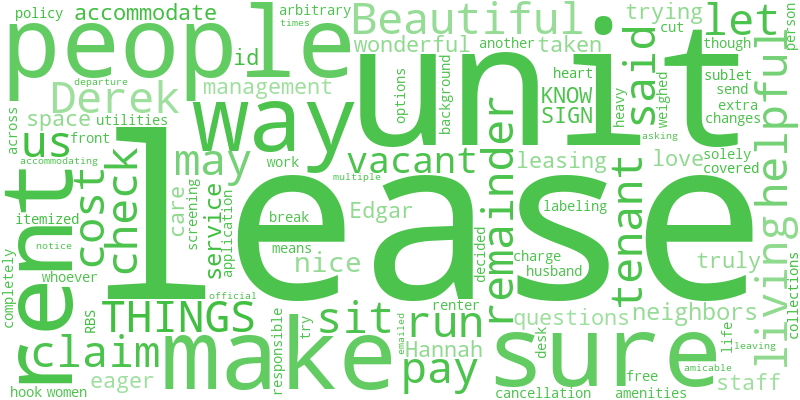 policy
accommodate
arbitrary
times
Beautiful
trying
cut
let
person
people
departure
id
wonderful
another
taken
though
Derek
management
way
unit
said
helpful
across
space
utilities
options
background
heart
KNOW
SIGN
heavy
weighed
sublet
send
extra
changes
us
front
accommodating
check
may
work
vacant
multiple
remainder
leasing
asking
love
solely
covered
tenant
rent
cost
itemized
notice
care
screening
service
application
lease
break
means
Edgar
labeling
decided
living
completely
whoever
nice
charge
husband
truly
collections
RBS
THINGS
official
sit
run
renter
questions
neighbors
claim
make
responsible
try
emailed
Hannah
pay
sure
desk
life
leaving
amicable
staff
eager
hook
women
cancellation
free
amenities